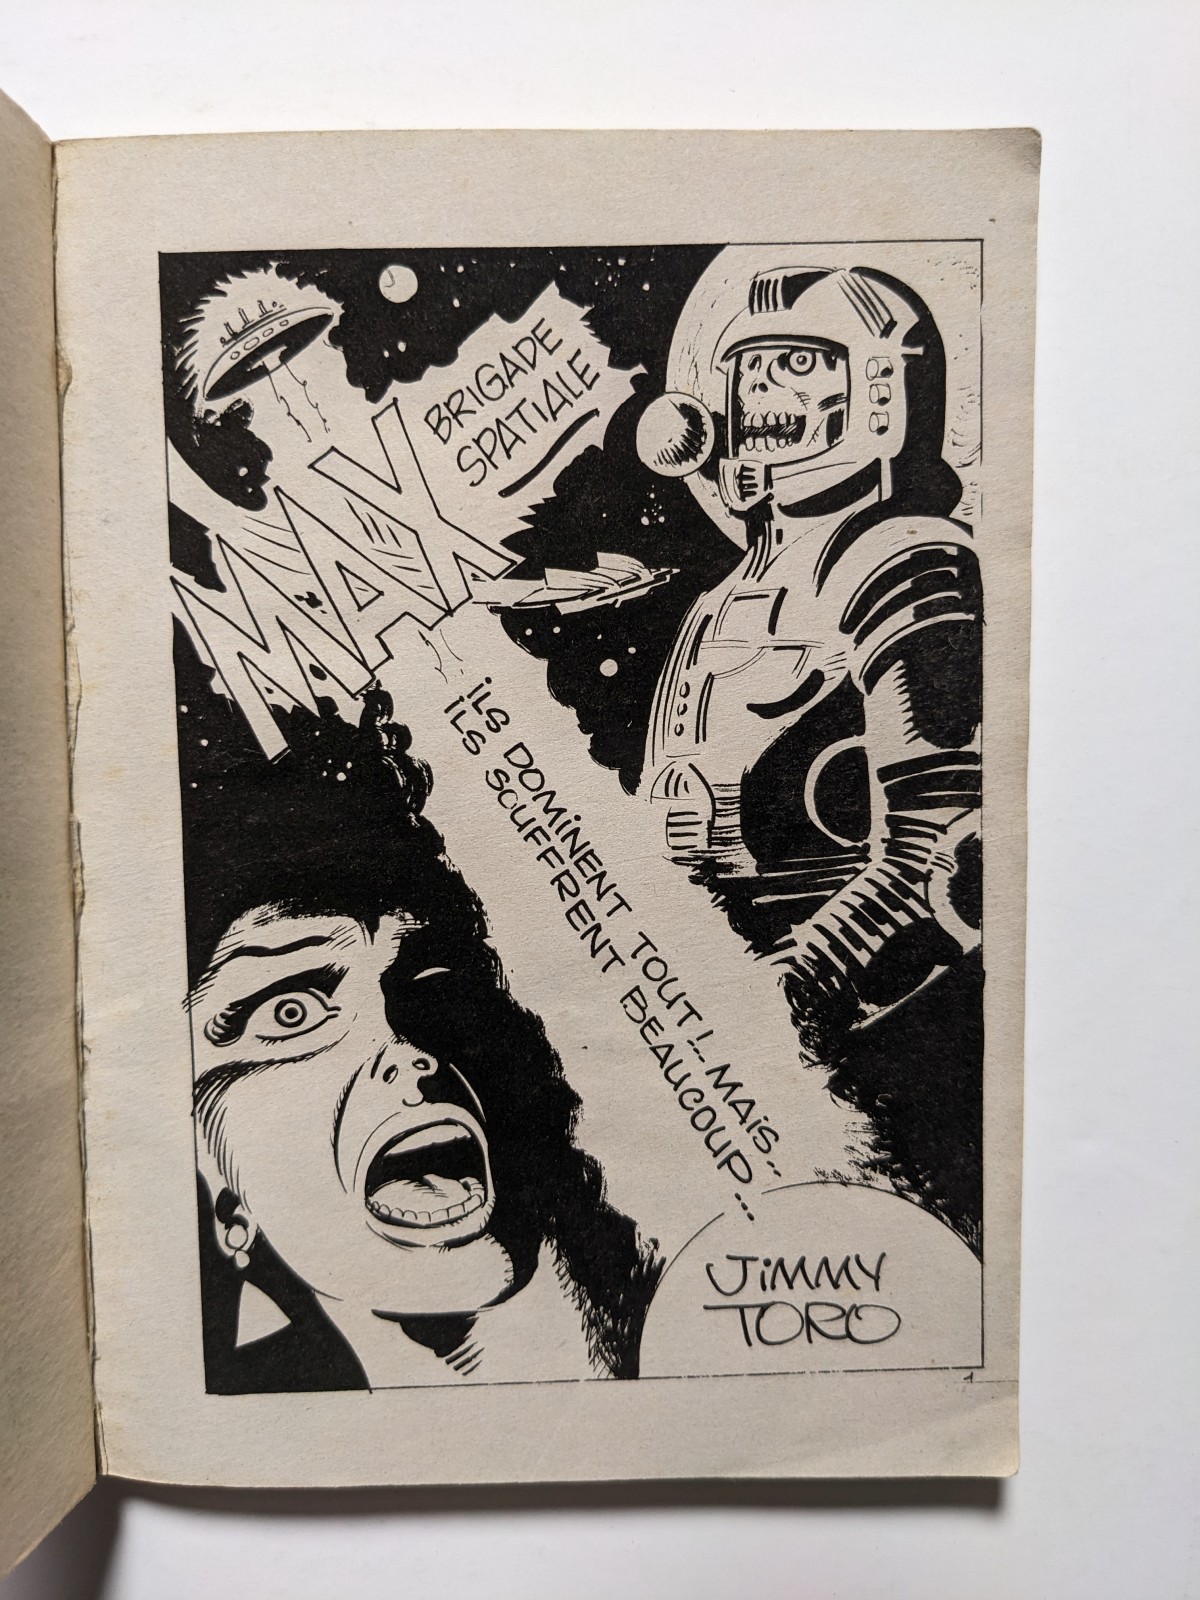 BRIGADE
SPATIALE
MAX
iLS DOMiNENT TOUT!.. MAiS..
iLS SOUFFRENT BEAUCOUP...
JiMMY
TORO
1